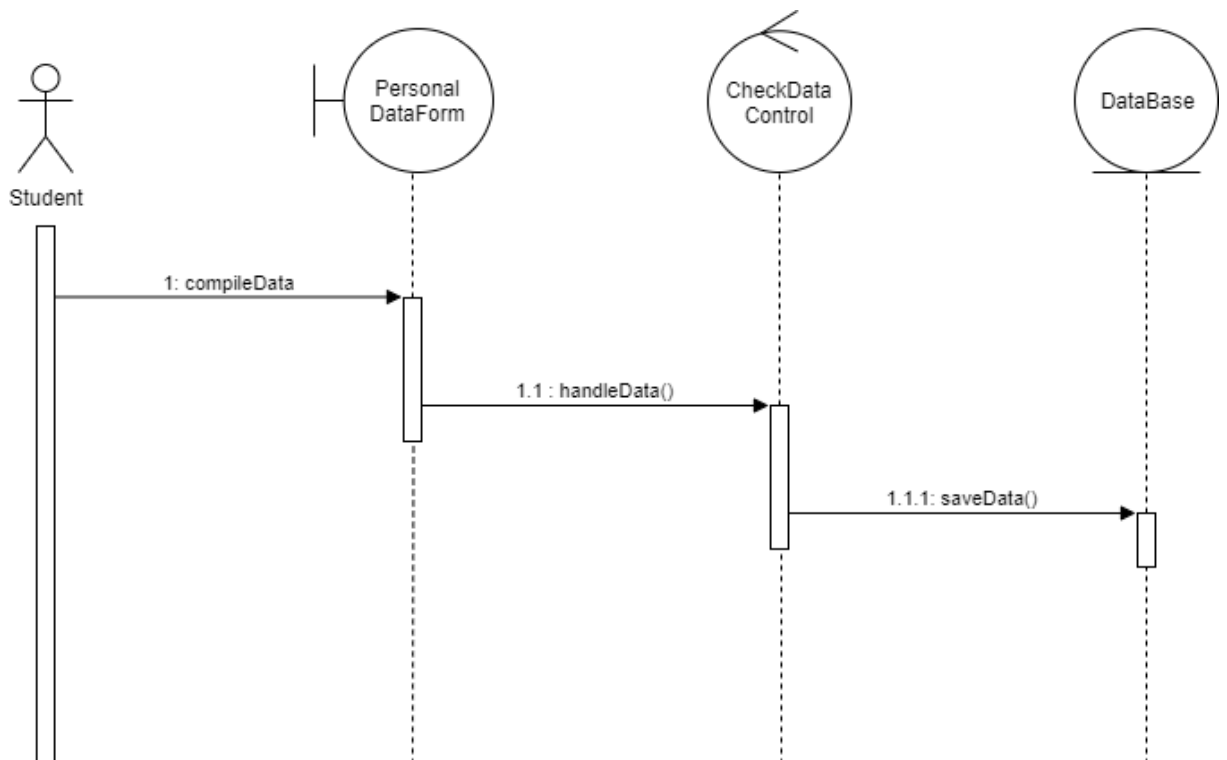 Personal
DataForm
CheckData
Control
DataBase
Student
1: compileData
1.1 : handleData()
1.1.1: saveData()